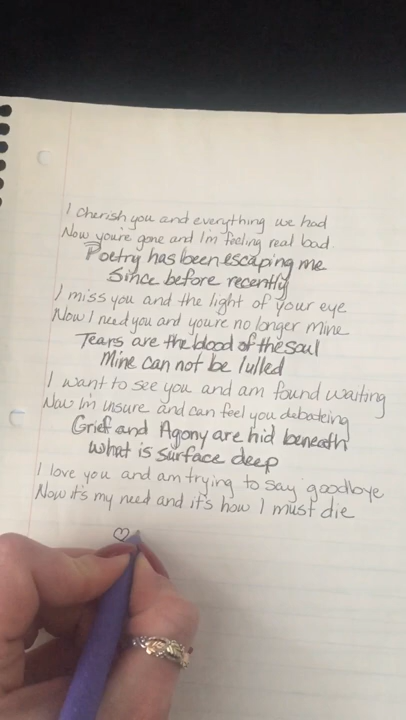 I cherish you and everything we had
Now you're gone and I'm feeling real bad.
Poetry has been escaping me
Since before recently
I miss you and the light of your eye
Now I need you and youre no longer mine
Tears are the blood of the soul
Mine can not be lulled
I want to see you and am found waiting
Now I'm unsure and can feel you debateing
Grief and Agony are hid beneath
what is surface deep
I love you and am trying to say goodbye
Now it's my need and it's how I must die